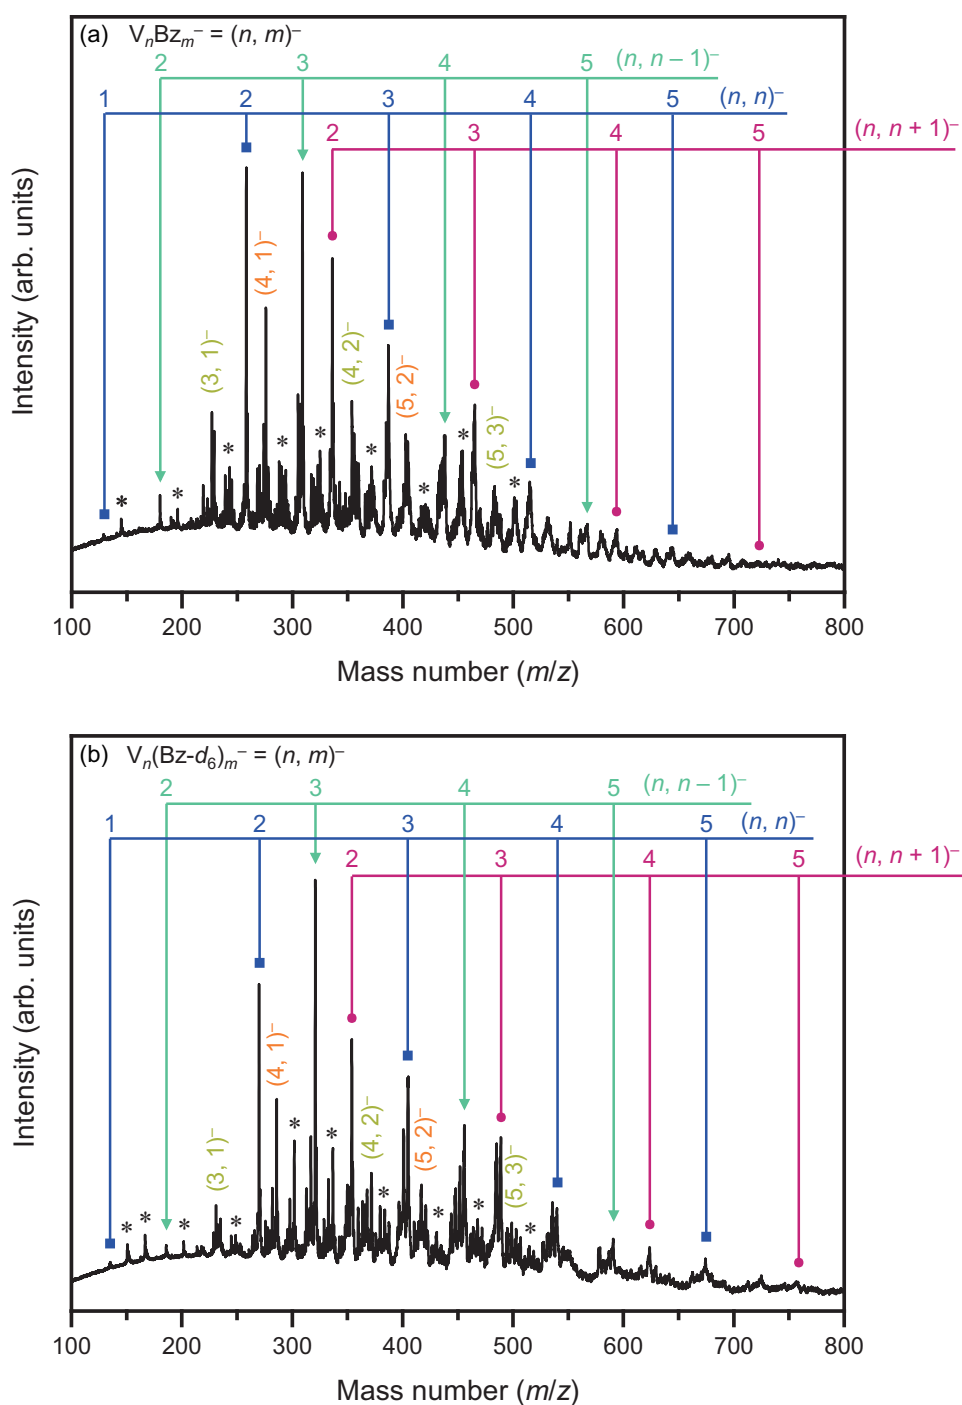 (a) VₙBzₘ⁻ = (n, m)⁻
2 3 4 5 (n, n – 1)⁻
1 2 3 4 5 (n, n)⁻
2 3 4 5 (n, n + 1)⁻
(3, 1)⁻
(4, 1)⁻
(4, 2)⁻
(5, 2)⁻
(5, 3)⁻
* * * * * * * * *
Intensity (arb. units)
100 200 300 400 500 600 700 800
Mass number (m/z)
(b) Vₙ(Bz-d₆)ₘ⁻ = (n, m)⁻
2 3 4 5 (n, n – 1)⁻
1 2 3 4 5 (n, n)⁻
2 3 4 5 (n, n + 1)⁻
(3, 1)⁻
(4, 1)⁻
(4, 2)⁻
(5, 2)⁻
(5, 3)⁻
* * * * * * * * * *
Intensity (arb. units)
100 200 300 400 500 600 700 800
Mass number (m/z)